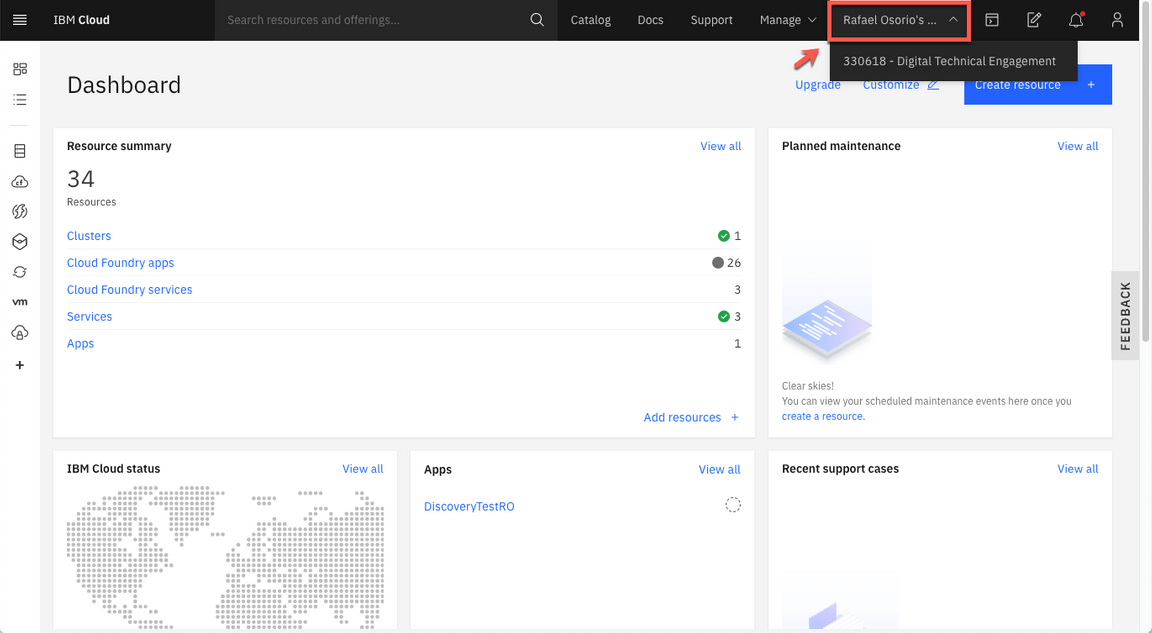 IBM Cloud
Search resources and offerings...
Catalog
Docs
Support
Manage
Rafael Osorio's ...
330618 - Digital Technical Engagement
Dashboard
Upgrade
Customize
Create resource +
Resource summary
View all
34
Resources
Clusters 1
Cloud Foundry apps 26
Cloud Foundry services 3
Services 3
Apps 1
Add resources +
Planned maintenance
View all
Clear skies!
You can view your scheduled maintenance events here once you
create a resource.
FEEDBACK
cf
vm
IBM Cloud status
View all
Apps
View all
DiscoveryTestRO
Recent support cases
View all